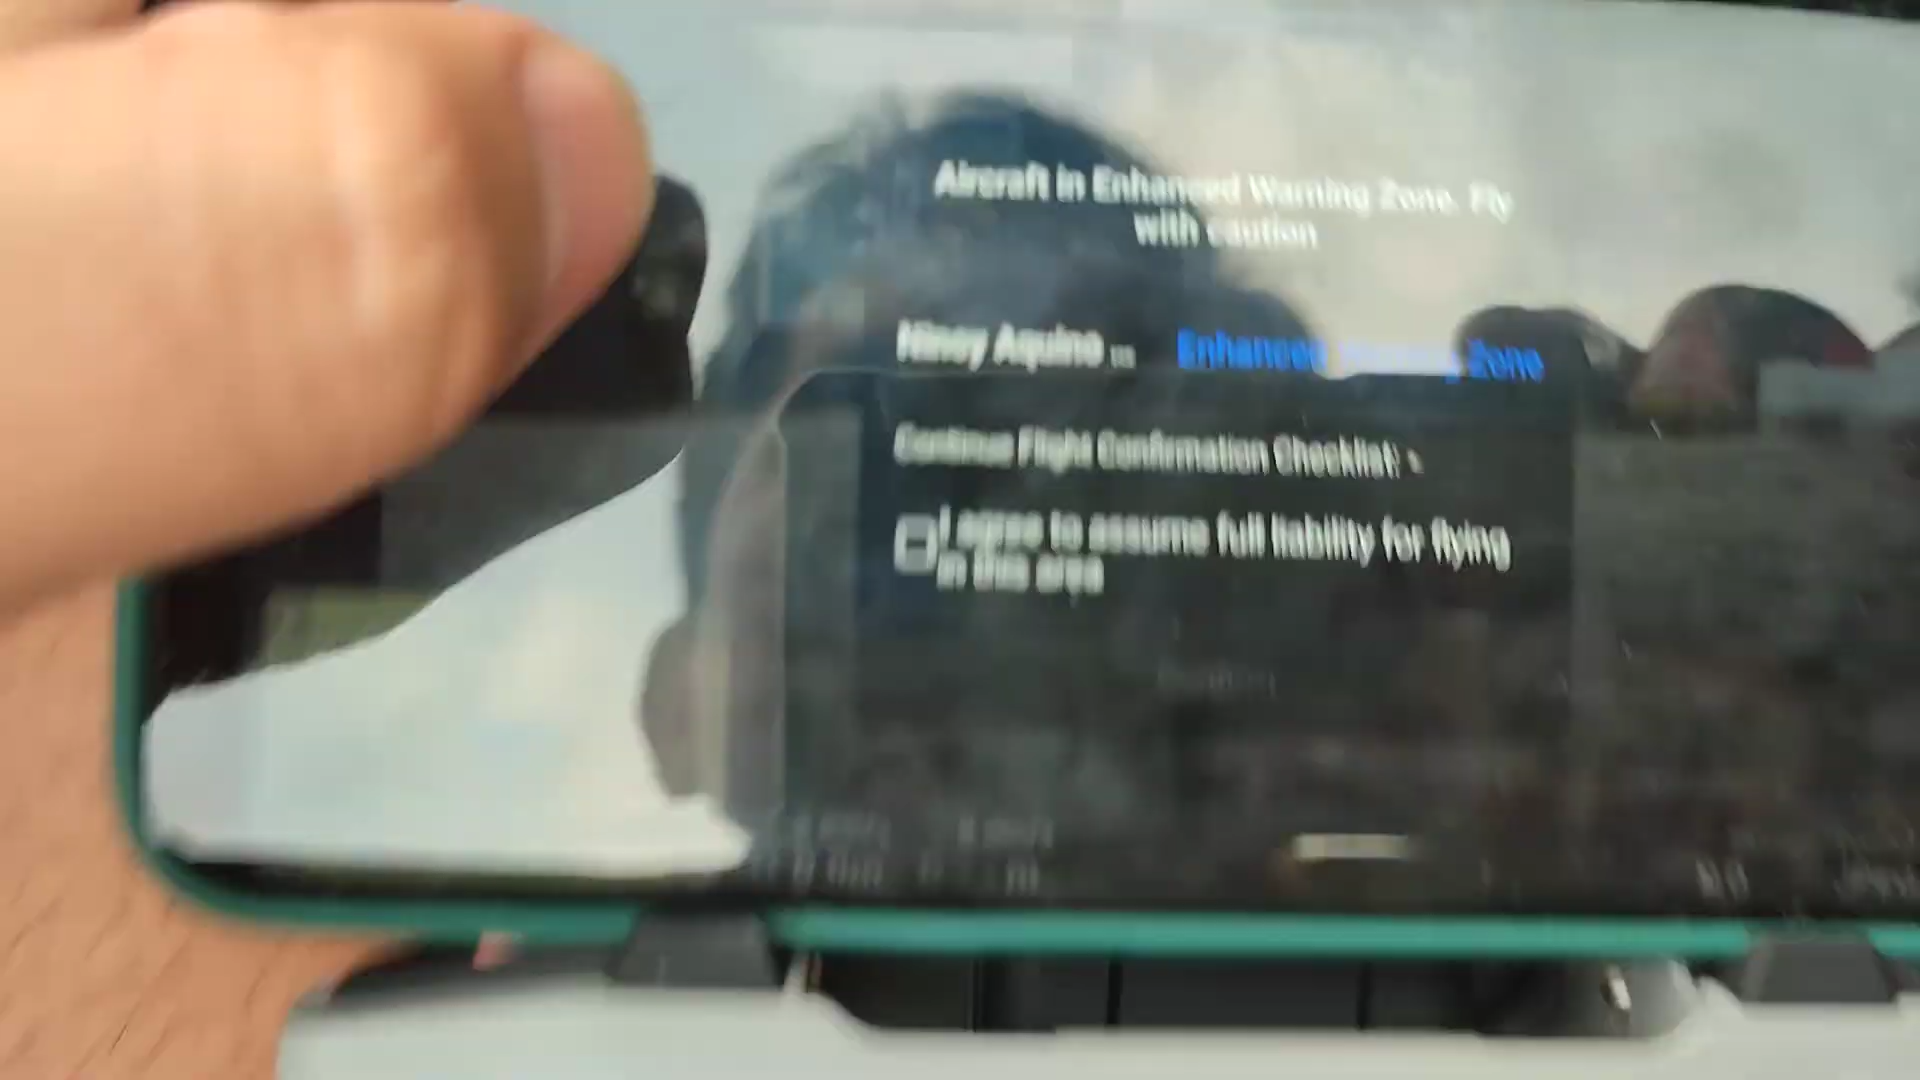 Aircraft in Enhanced Warning Zone. Fly
with caution
Ninoy Aquino ... Enhanced Zone
Continue Flight Confirmation Checklist:
I agree to assume full liability for flying
in this area